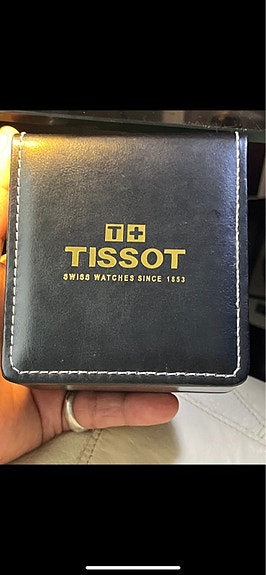 T+
TISSOT
SWISS WATCHES SINCE 1853